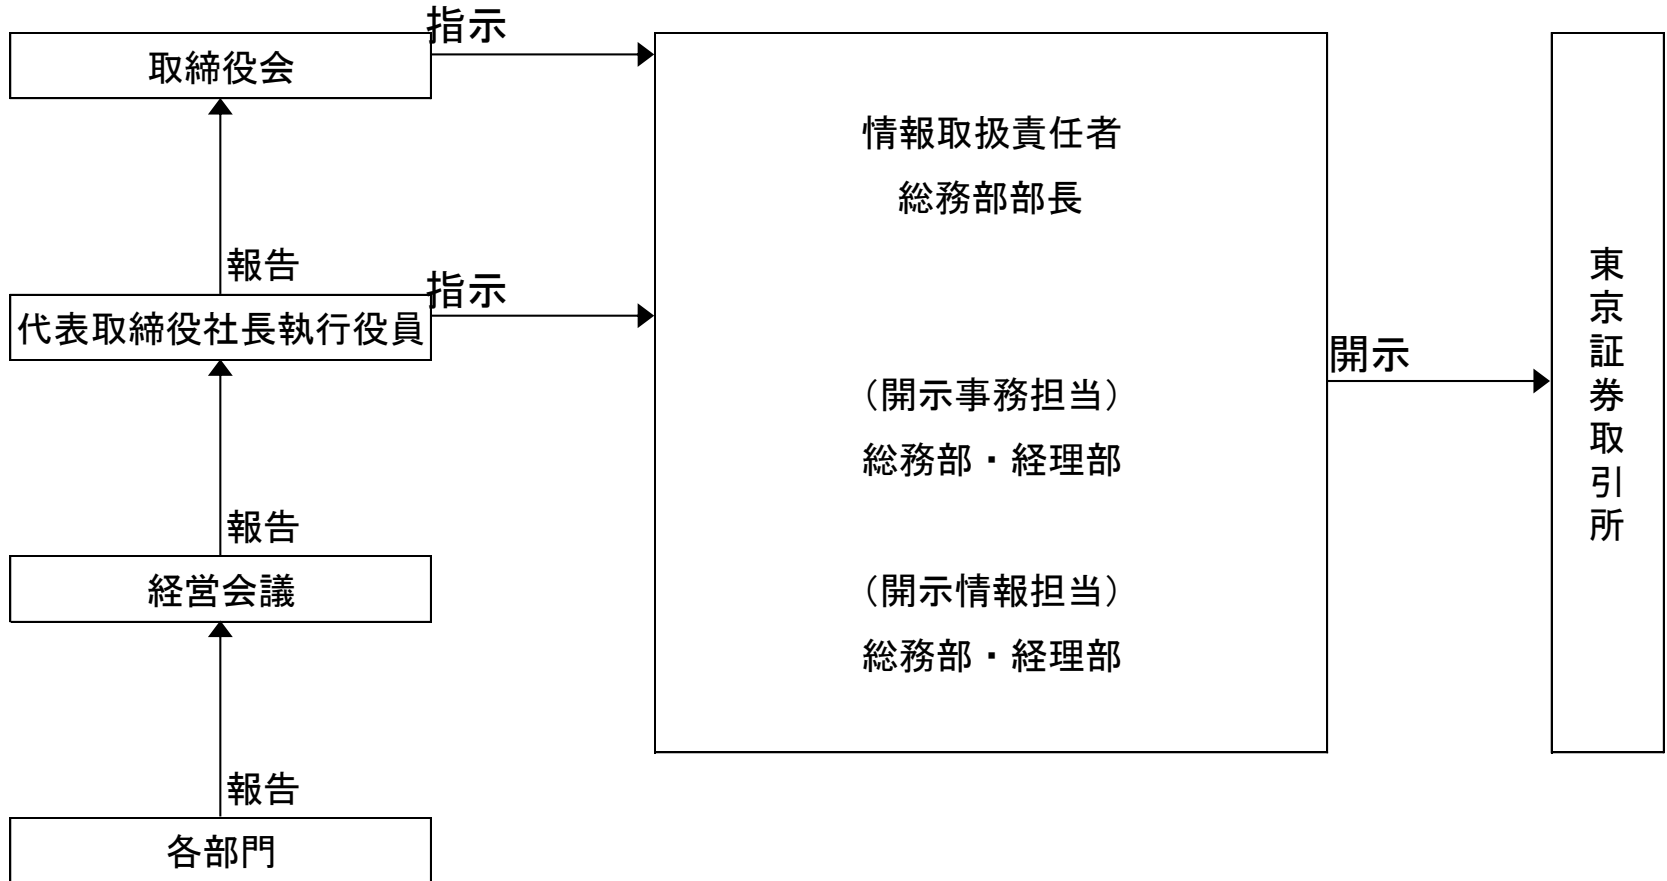 指示
取締役会
報告
指示
代表取締役社長執行役員
報告
経営会議
報告
各部門
情報取扱責任者
総務部部長
（開示事務担当）
総務部・経理部
（開示情報担当）
総務部・経理部
開示
東京証券取引所